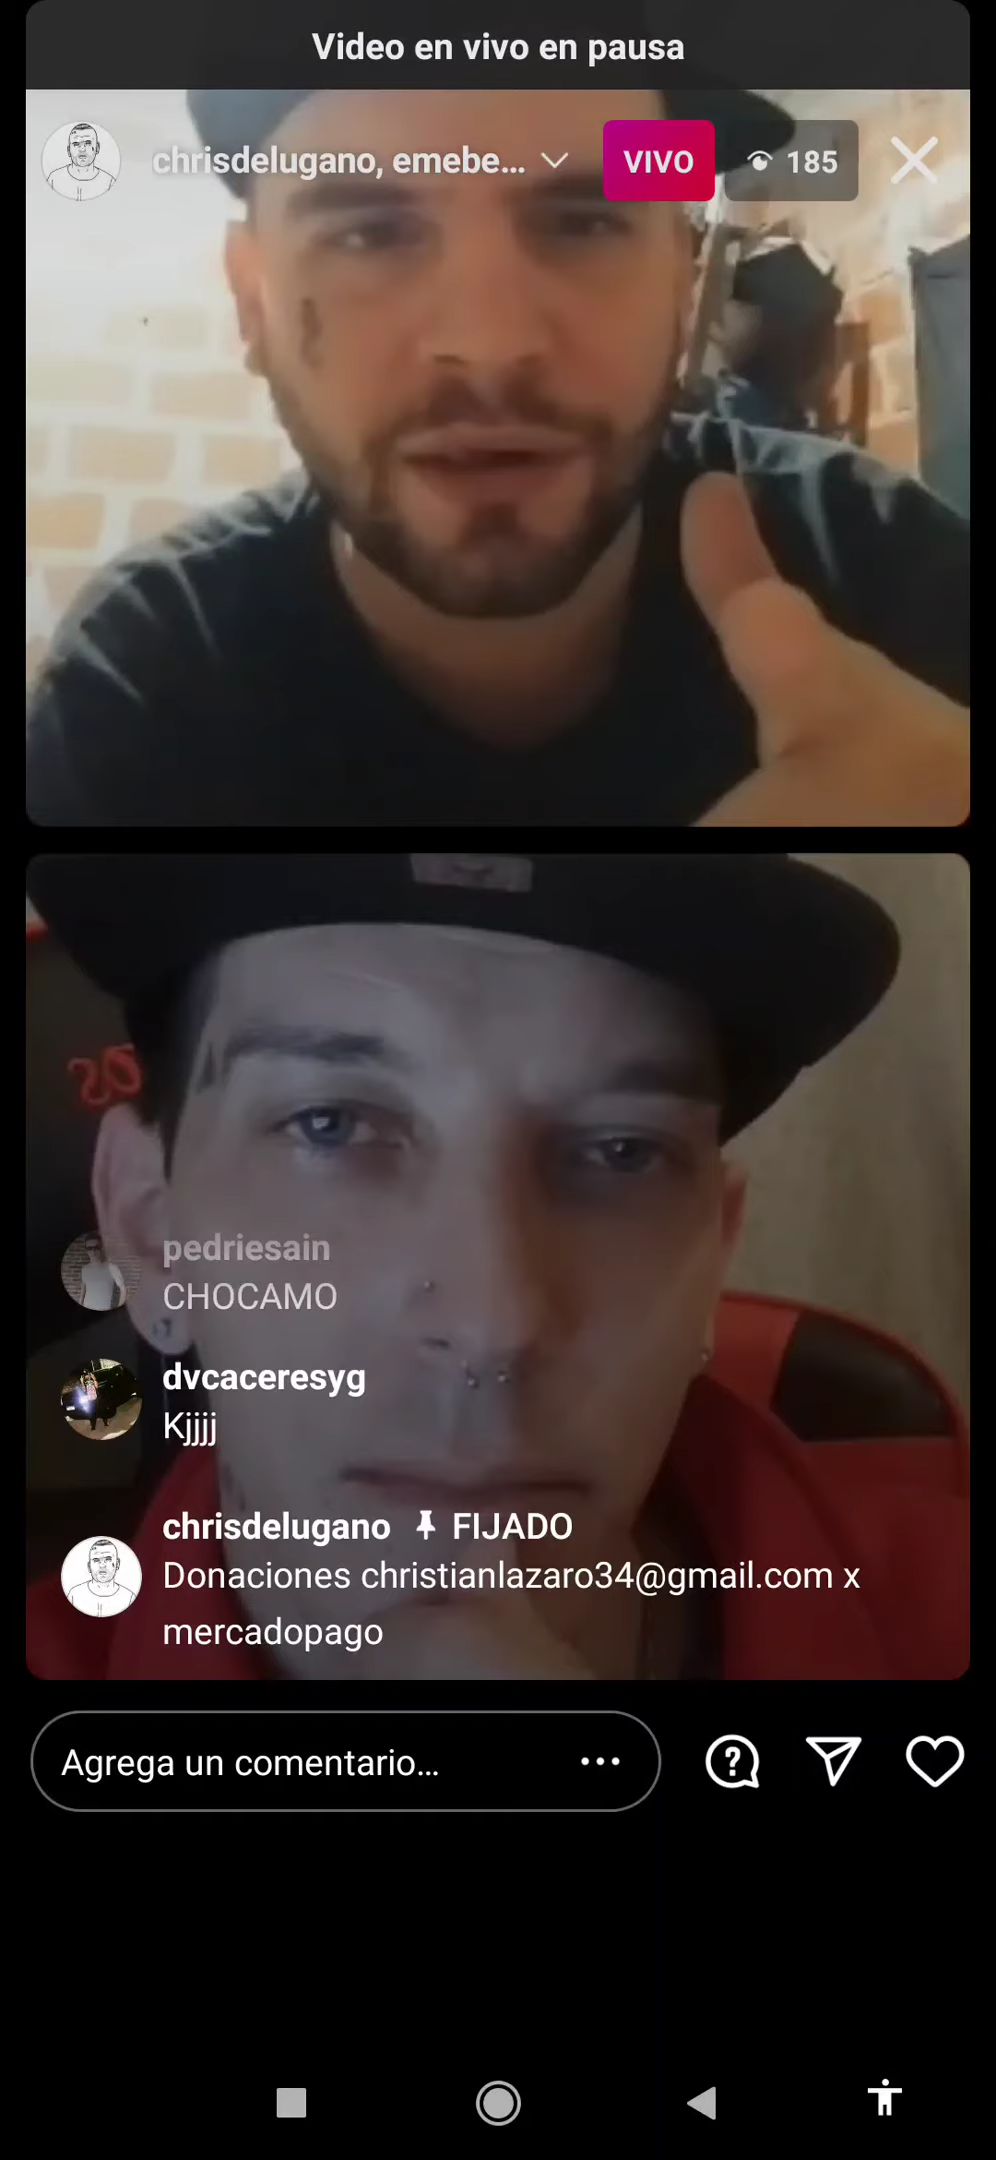 Video en vivo en pausa
chrisdelugano, emebe...
VIVO
185
pedriesain
CHOCAMO
dvcaceresyg
Kjjjj
chrisdelugano FIJADO
Donaciones christianlazaro34@gmail.com x
mercadopago
Agrega un comentario...